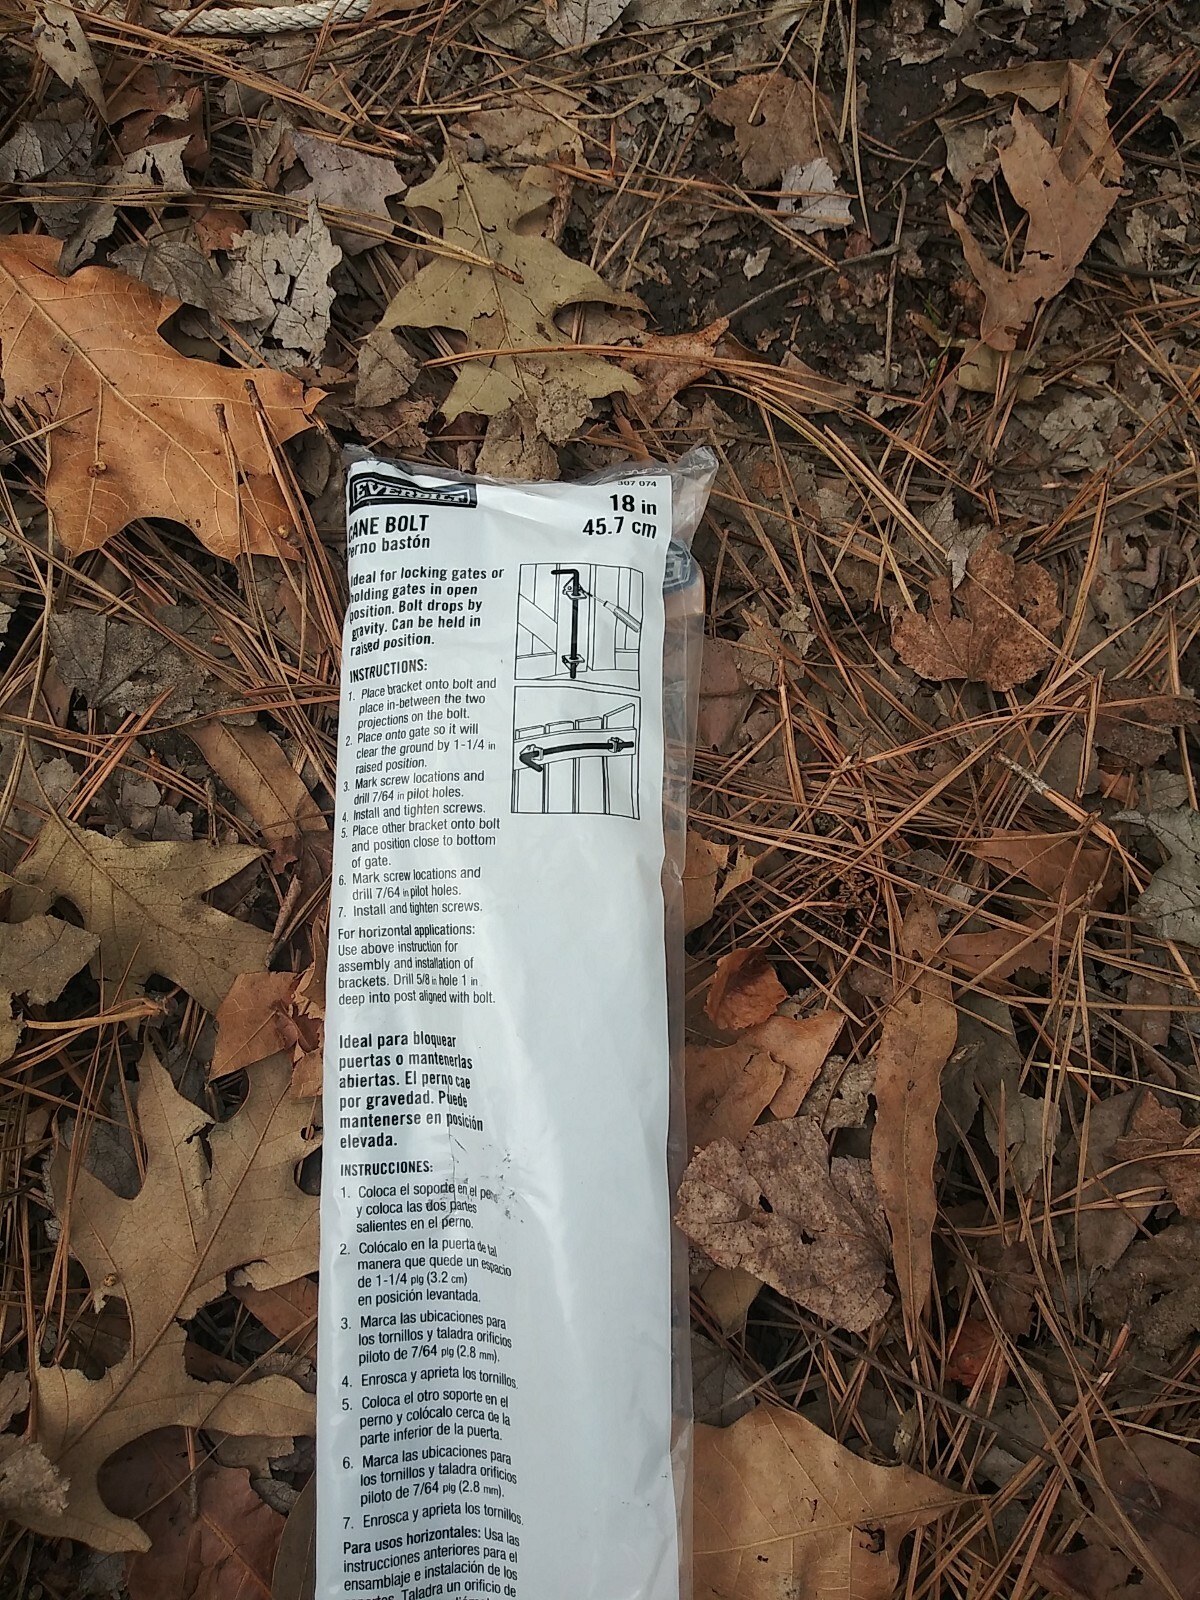 EVERBILT
307 074
18 in
45.7 cm
CANE BOLT
Perno bastón
Ideal for locking gates or
holding gates in open
position. Bolt drops by
gravity. Can be held in
raised position.
INSTRUCTIONS:
1. Place bracket onto bolt and
place in-between the two
projections on the bolt.
2. Place onto gate so it will
clear the ground by 1-1/4 in
raised position.
3. Mark screw locations and
drill 7/64 in pilot holes.
4. Install and tighten screws.
5. Place other bracket onto bolt
and position close to bottom
of gate.
6. Mark screw locations and
drill 7/64 in pilot holes.
7. Install and tighten screws.
For horizontal applications:
Use above instruction for
assembly and installation of
brackets. Drill 5/8 in hole 1 in
deep into post aligned with bolt.
Ideal para bloquear
puertas o mantenerlas
abiertas. El perno cae
por gravedad. Puede
mantenerse en posición
elevada.
INSTRUCCIONES:
1. Coloca el soporte en el
y coloca las dos partes
salientes en el perno.
2. Colócalo en la puerta de tal
manera que quede un espacio
de 1-1/4 plg (3.2 cm)
en posición levantada.
3. Marca las ubicaciones para
los tornillos y taladra orificios
piloto de 7/64 plg (2.8 mm).
4. Enrosca y aprieta los tornillos.
5. Coloca el otro soporte en el
perno y colócalo cerca de la
parte inferior de la puerta.
6. Marca las ubicaciones para
los tornillos y taladra orificios
piloto de 7/64 plg (2.8 mm).
7. Enrosca y aprieta los tornillos.
Para usos horizontales: Usa las
instrucciones anteriores para el
ensamblaje e instalación de los
Taladra un orificio de